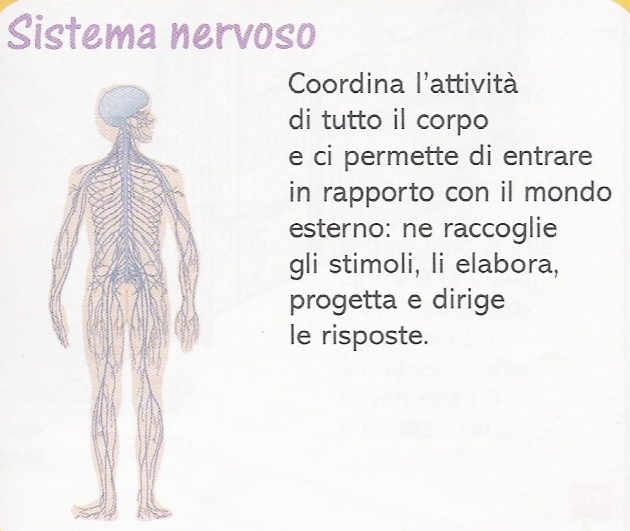 Sistema nervoso
Coordina l'attività
di tutto il corpo
e ci permette di entrare
in rapporto con il mondo
esterno: ne raccoglie
gli stimoli, li elabora,
progetta e dirige
le risposte.